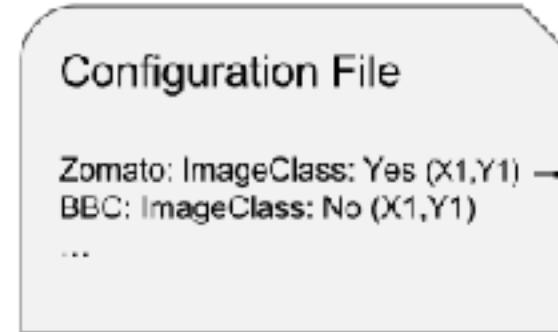 Configuration File
Zomato: ImageClass: Yes (X1,Y1)
BBC: ImageClass: No (X1,Y1)
...